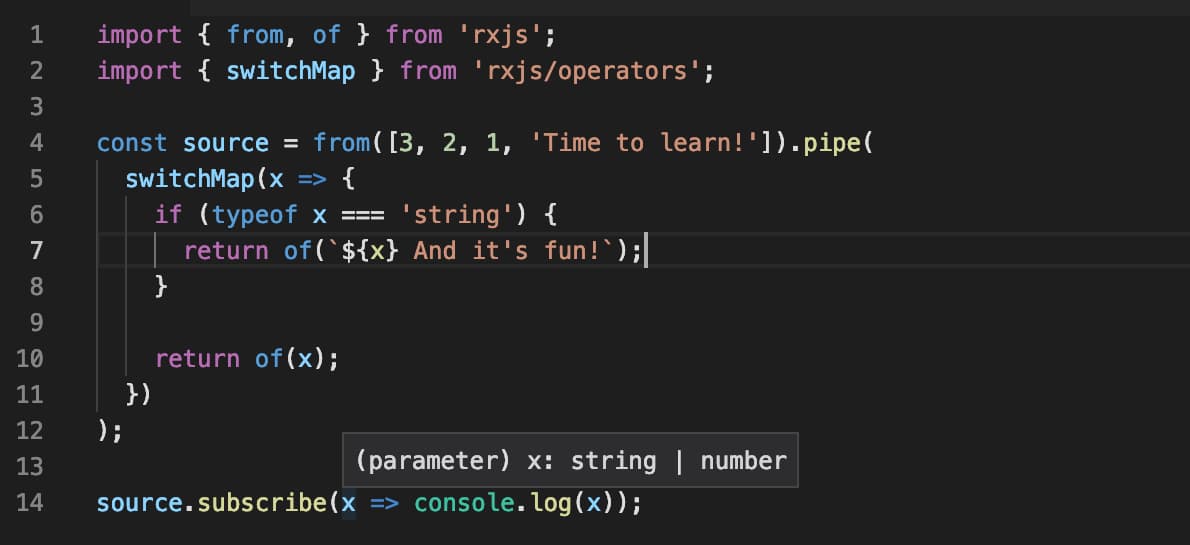 1 import { from, of } from 'rxjs';
2 import { switchMap } from 'rxjs/operators';
3
4 const source = from([3, 2, 1, 'Time to learn!']).pipe(
5   switchMap(x => {
6     if (typeof x === 'string') {
7       return of(`${x} And it's fun!`);
8     }
9
10     return of(x);
11   })
12 );
(parameter) x: string | number
13
14 source.subscribe(x => console.log(x));